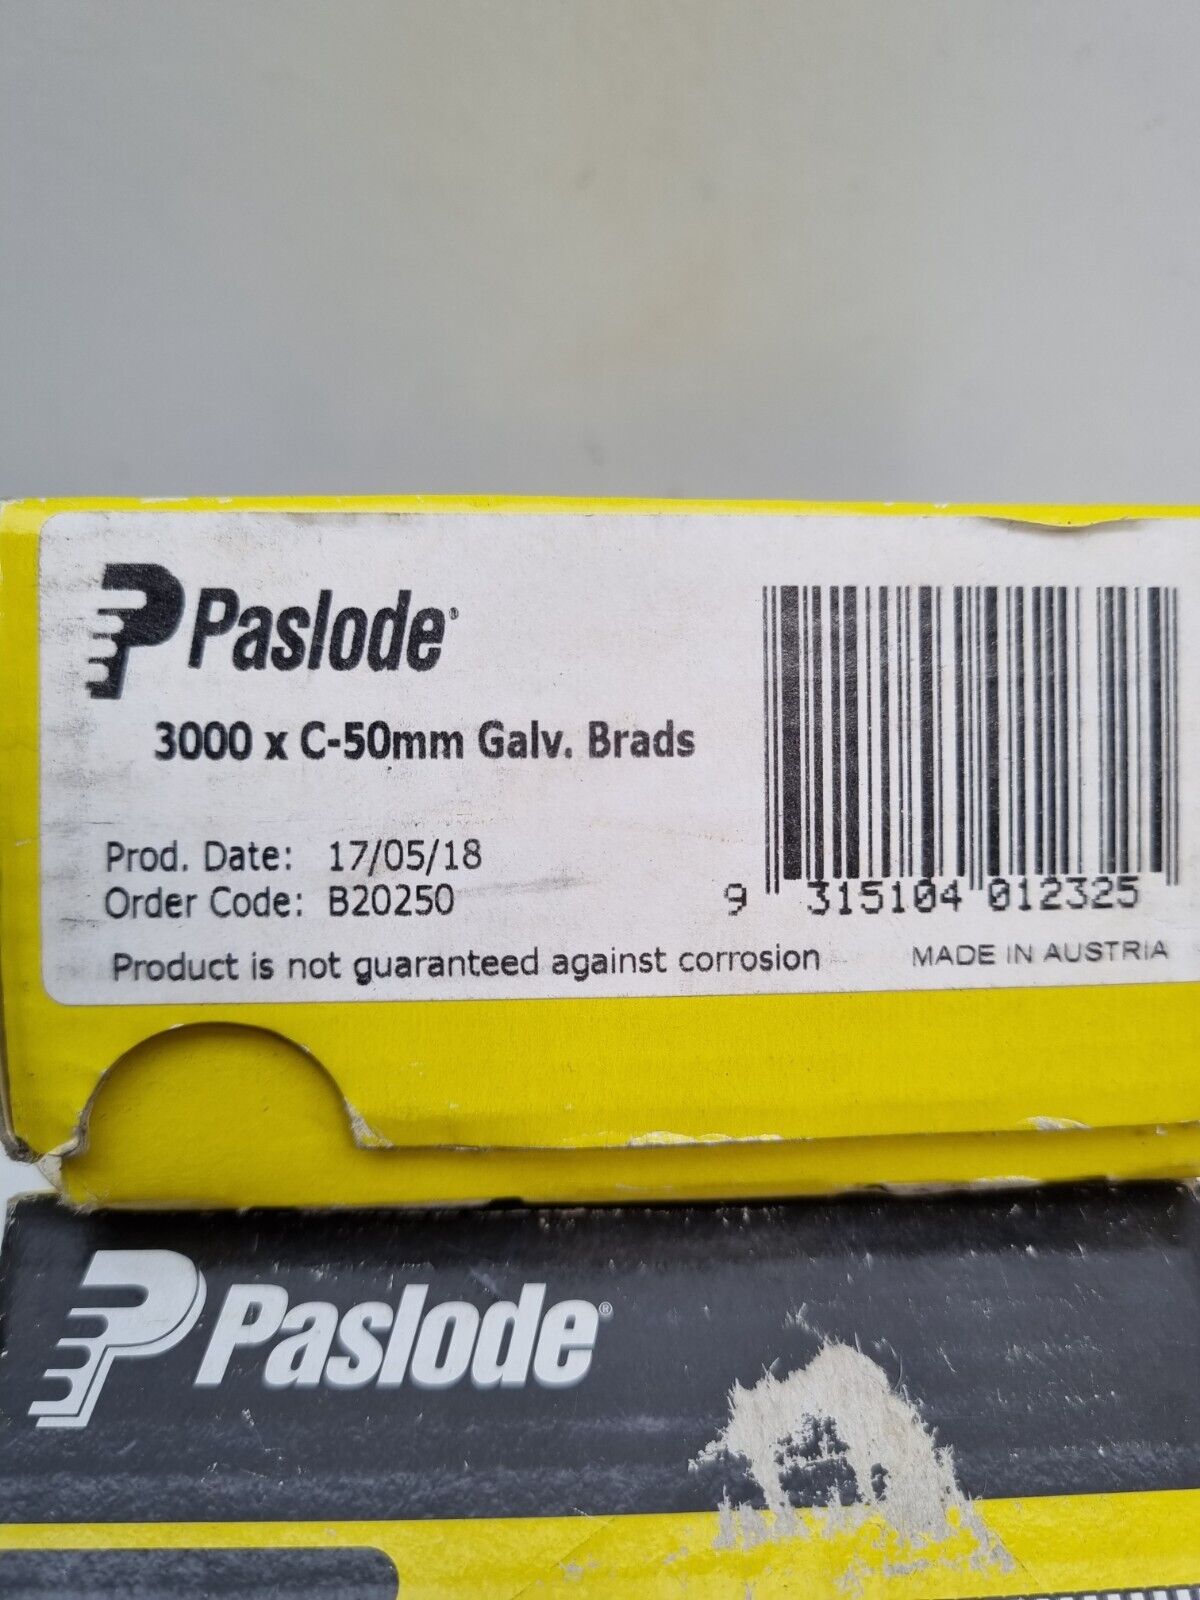 Paslode®
3000 x C-50mm Galv. Brads
Prod. Date: 17/05/18
Order Code: B20250
9 315104 012325
Product is not guaranteed against corrosion
MADE IN AUSTRIA
Paslode®